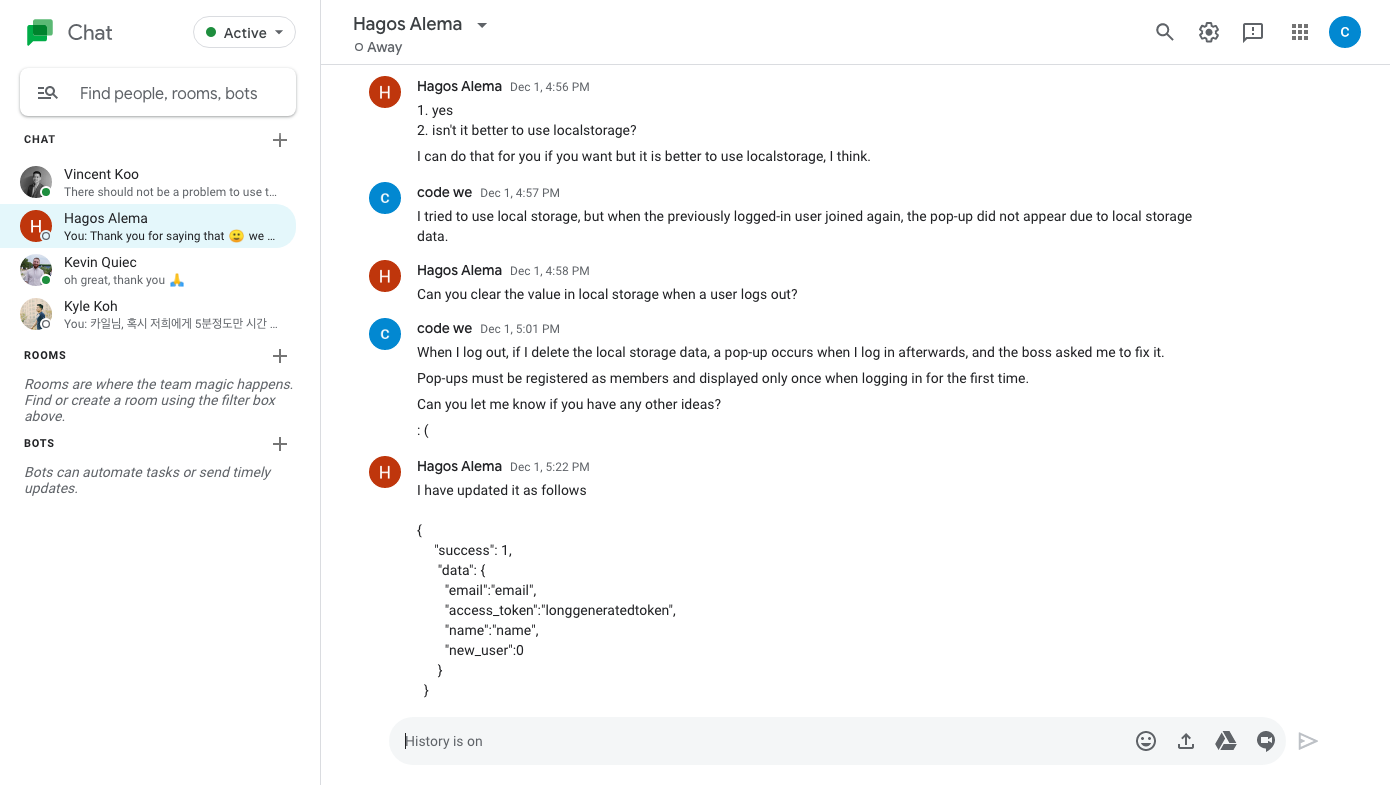 Chat
Active
Find people, rooms, bots
CHAT
Vincent Koo
There should not be a problem to use t...
H
Hagos Alema
You: Thank you for saying that 🙂 we ...
Kevin Quiec
oh great, thank you 🙏
Kyle Koh
You: 카일님, 혹시 저희에게 5분정도만 시간 ...
ROOMS
Rooms are where the team magic happens.
Find or create a room using the filter box
above.
BOTS
Bots can automate tasks or send timely
updates.
Hagos Alema
Away
C
H
Hagos Alema Dec 1, 4:56 PM
1. yes
2. isn't it better to use localstorage?
I can do that for you if you want but it is better to use localstorage, I think.
C
code we Dec 1, 4:57 PM
I tried to use local storage, but when the previously logged-in user joined again, the pop-up did not appear due to local storage
data.
H
Hagos Alema Dec 1, 4:58 PM
Can you clear the value in local storage when a user logs out?
C
code we Dec 1, 5:01 PM
When I log out, if I delete the local storage data, a pop-up occurs when I log in afterwards, and the boss asked me to fix it.
Pop-ups must be registered as members and displayed only once when logging in for the first time.
Can you let me know if you have any other ideas?
: (
H
Hagos Alema Dec 1, 5:22 PM
I have updated it as follows
{
"success": 1,
"data": {
"email":"email",
"access_token":"longgeneratedtoken",
"name":"name",
"new_user":0
}
}
History is on